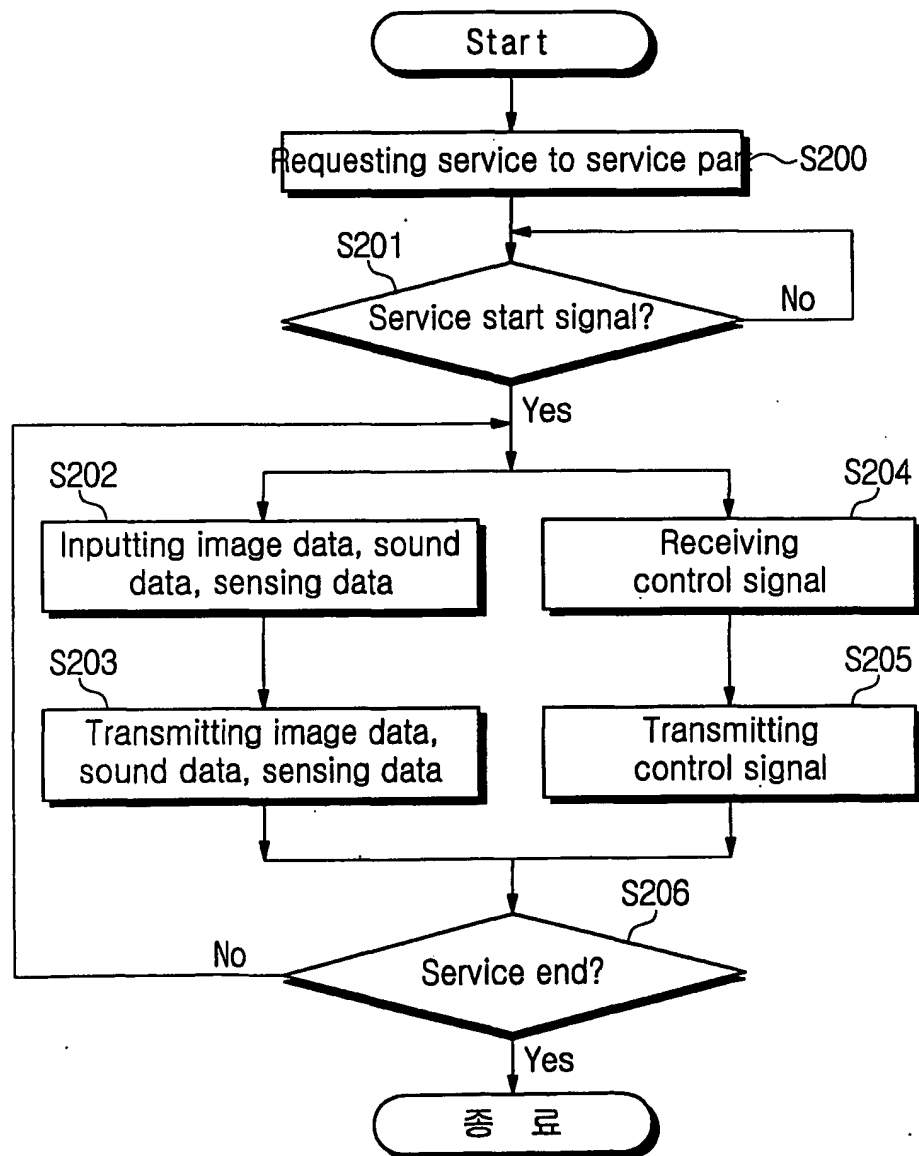 Start
Requesting service to service part
S200
S201
Service start signal?
No
Yes
S202
S204
Inputting image data, sound
data, sensing data
Receiving
control signal
S203
S205
Transmitting image data,
sound data, sensing data
Transmitting
control signal
S206
No
Service end?
Yes
종 료